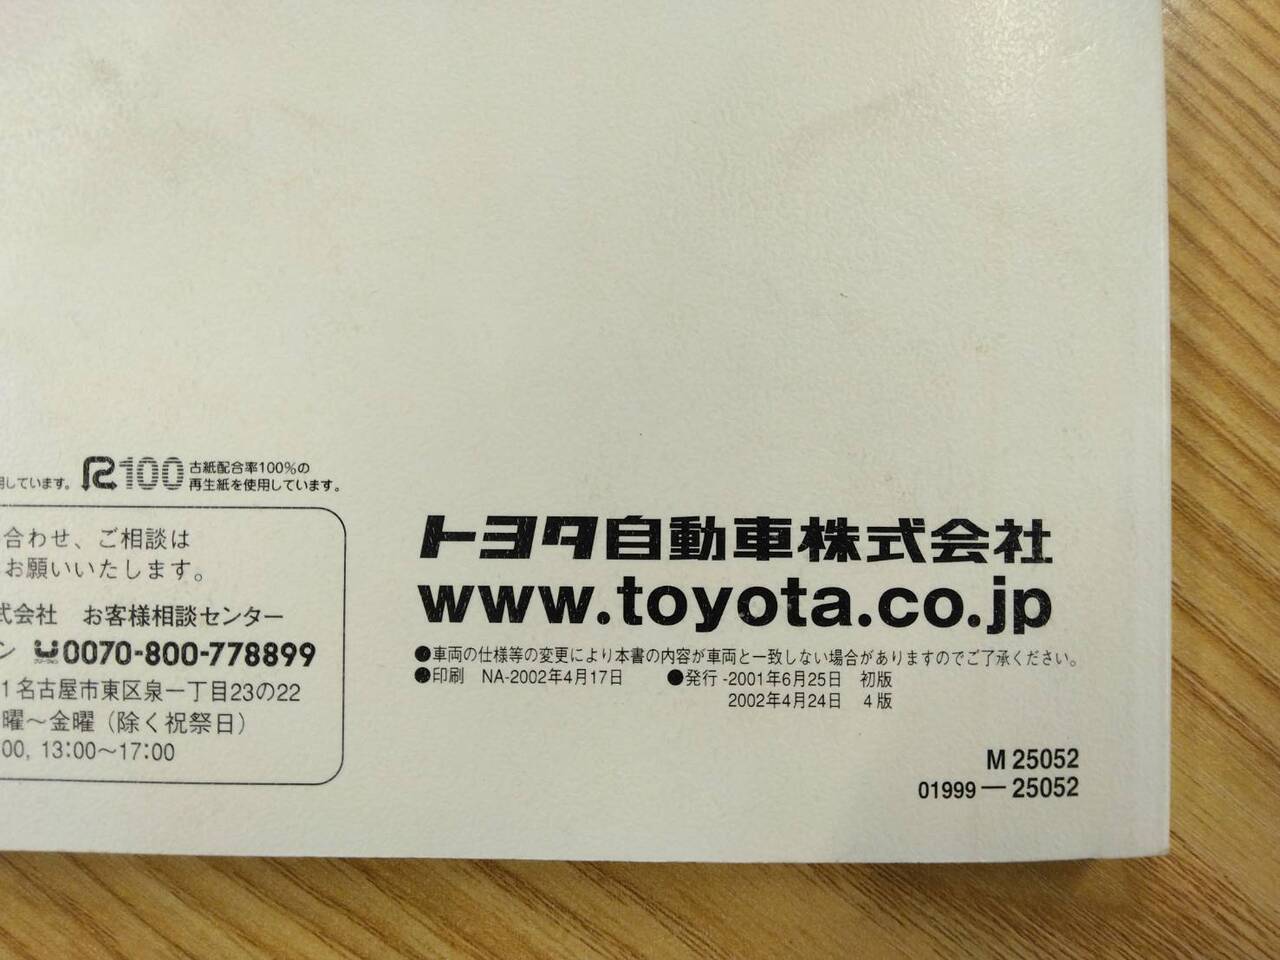 用しています。 R100 古紙配合率100%の
再生紙を使用しています。
合わせ、ご相談は
お願いいたします。
式会社 お客様相談センター
ン 0070-800-778899
1名古屋市東区泉一丁目23の22
曜〜金曜（除く祝祭日）
00, 13:00〜17:00
トヨタ自動車株式会社
www.toyota.co.jp
●車両の仕様等の変更により本書の内容が車両と一致しない場合がありますのでご了承ください。
●印刷 NA-2002年4月17日 ●発行-2001年6月25日 初版
2002年4月24日 4版
M 25052
01999－25052